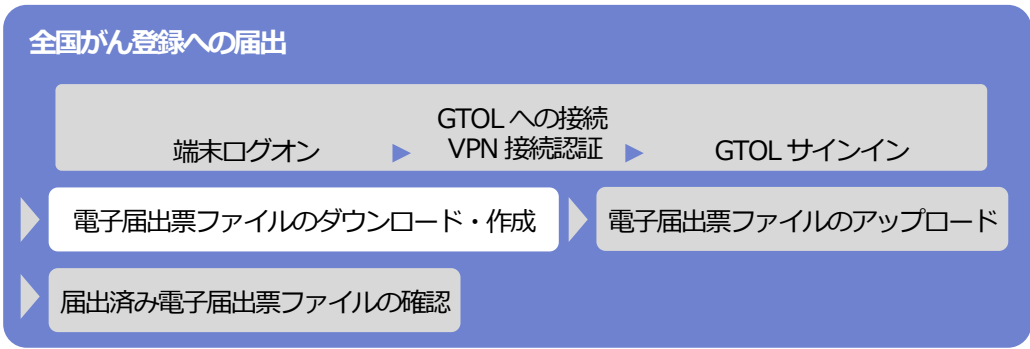 全国がん登録への届出
GTOL への接続
端末ログオン ▶ VPN 接続認証 ▶ GTOL サインイン
電子届出票ファイルのダウンロード・作成 電子届出票ファイルのアップロード
届出済み電子届出票ファイルの確認